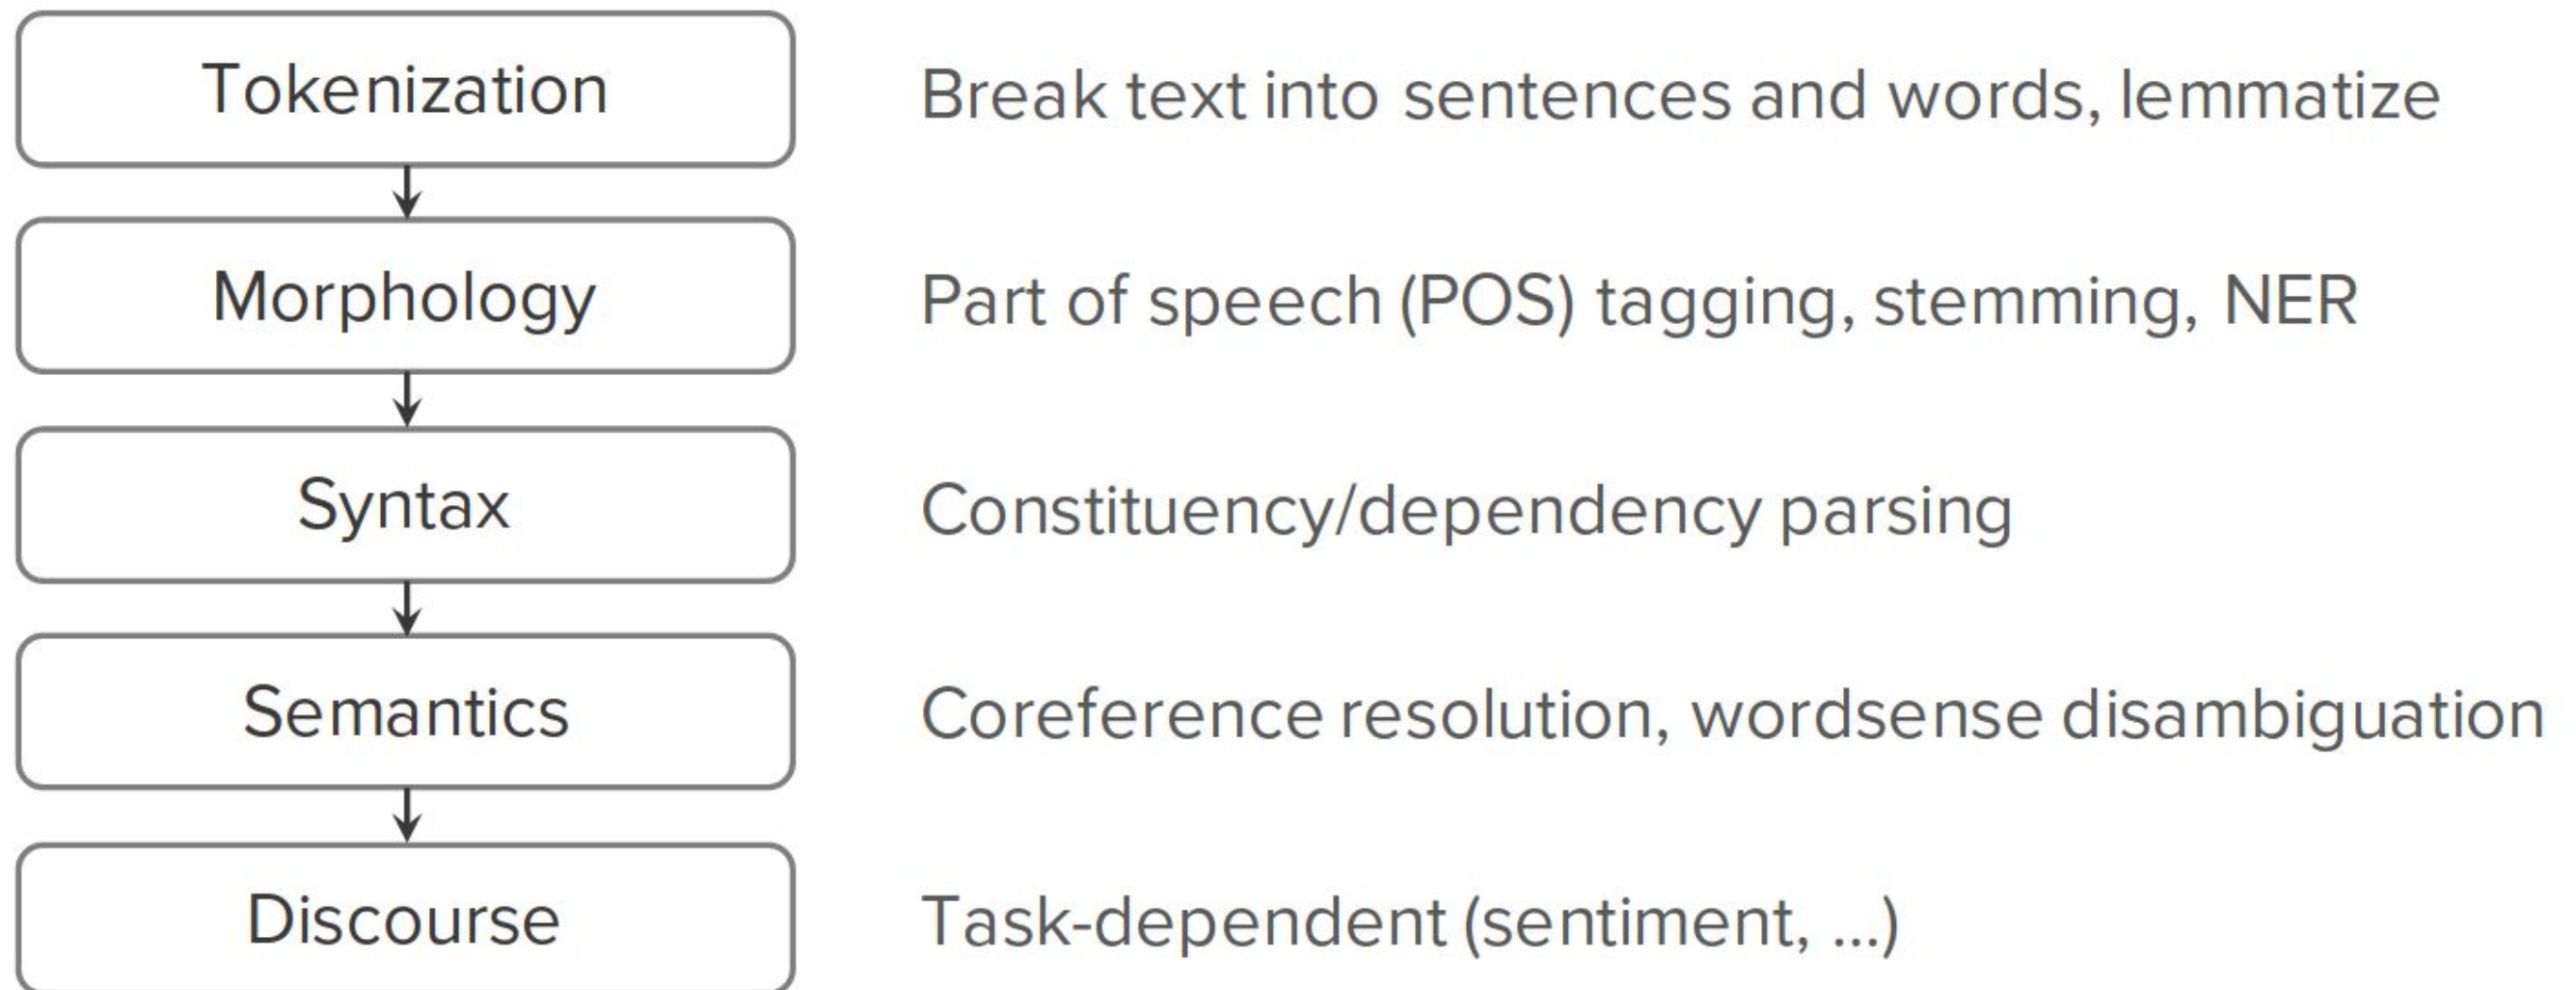 Tokenization
Break text into sentences and words, lemmatize
Morphology
Part of speech (POS) tagging, stemming, NER
Syntax
Constituency/dependency parsing
Semantics
Coreference resolution, wordsense disambiguation
Discourse
Task-dependent (sentiment, ...)